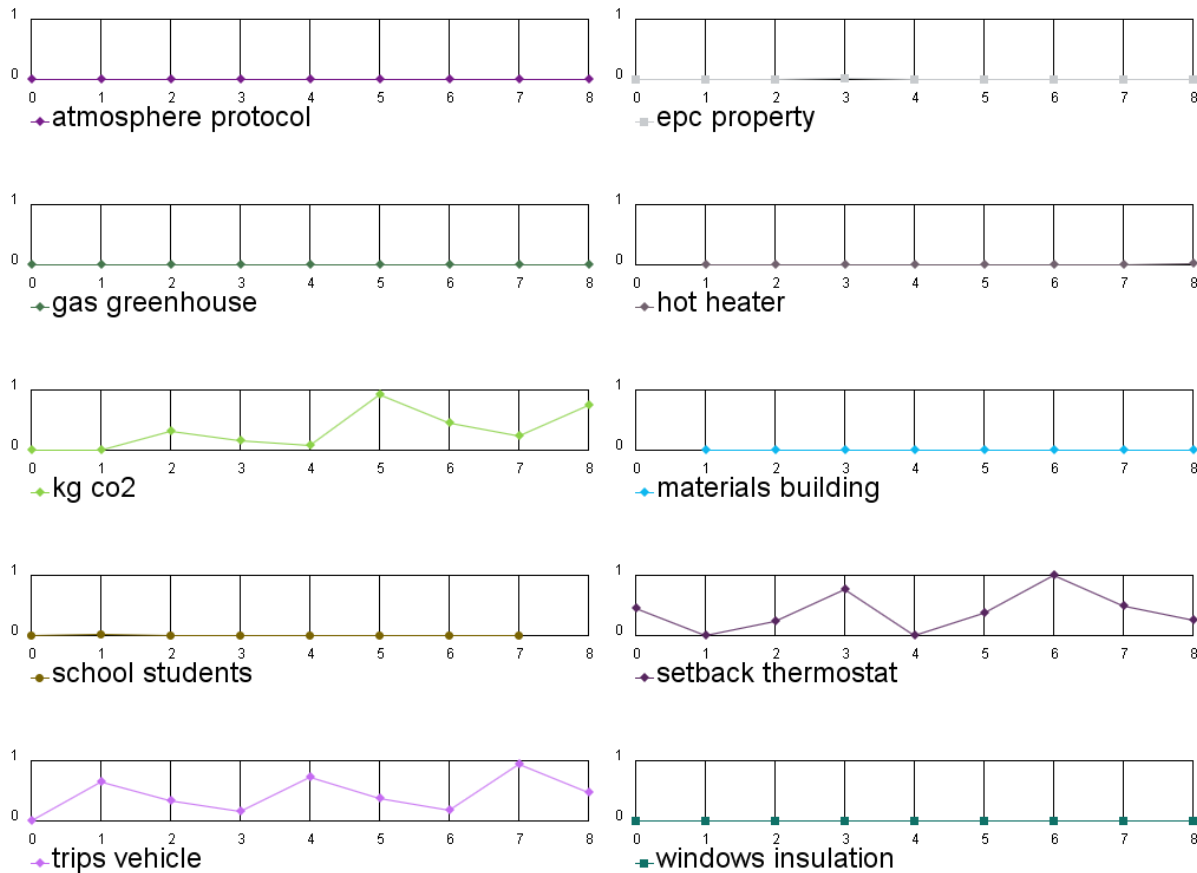 1 1
0 0
0 1 2 3 4 5 6 7 8 0 1 2 3 4 5 6 7 8
atmosphere protocol epc property
1 1
0 0
0 1 2 3 4 5 6 7 8 0 1 2 3 4 5 6 7 8
gas greenhouse hot heater
1 1
0 0
0 1 2 3 4 5 6 7 8 0 1 2 3 4 5 6 7 8
kg co2 materials building
1 1
0 0
0 1 2 3 4 5 6 7 8 0 1 2 3 4 5 6 7 8
school students setback thermostat
1 1
0 0
0 1 2 3 4 5 6 7 8 0 1 2 3 4 5 6 7 8
trips vehicle windows insulation